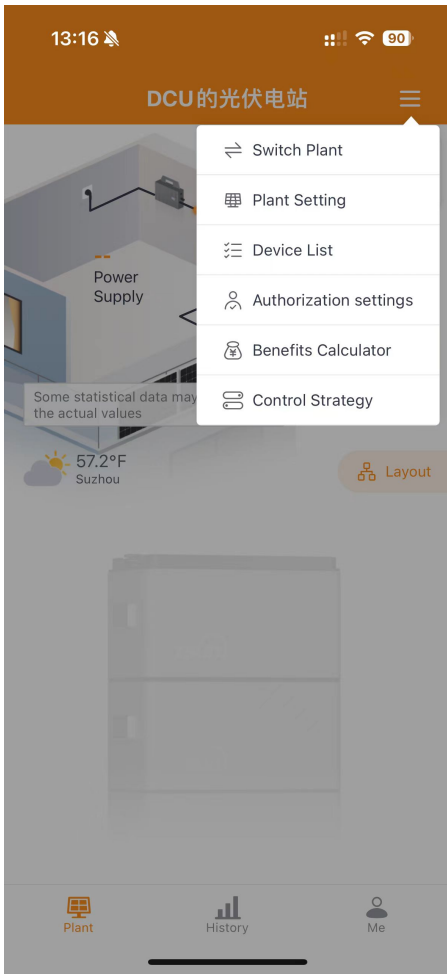 13:16
90
DCU的光伏电站
Switch Plant
Plant Setting
Device List
Authorization settings
Benefits Calculator
Control Strategy
Power
Supply
Some statistical data may
the actual values
57.2°F
Suzhou
Layout
Plant
History
Me